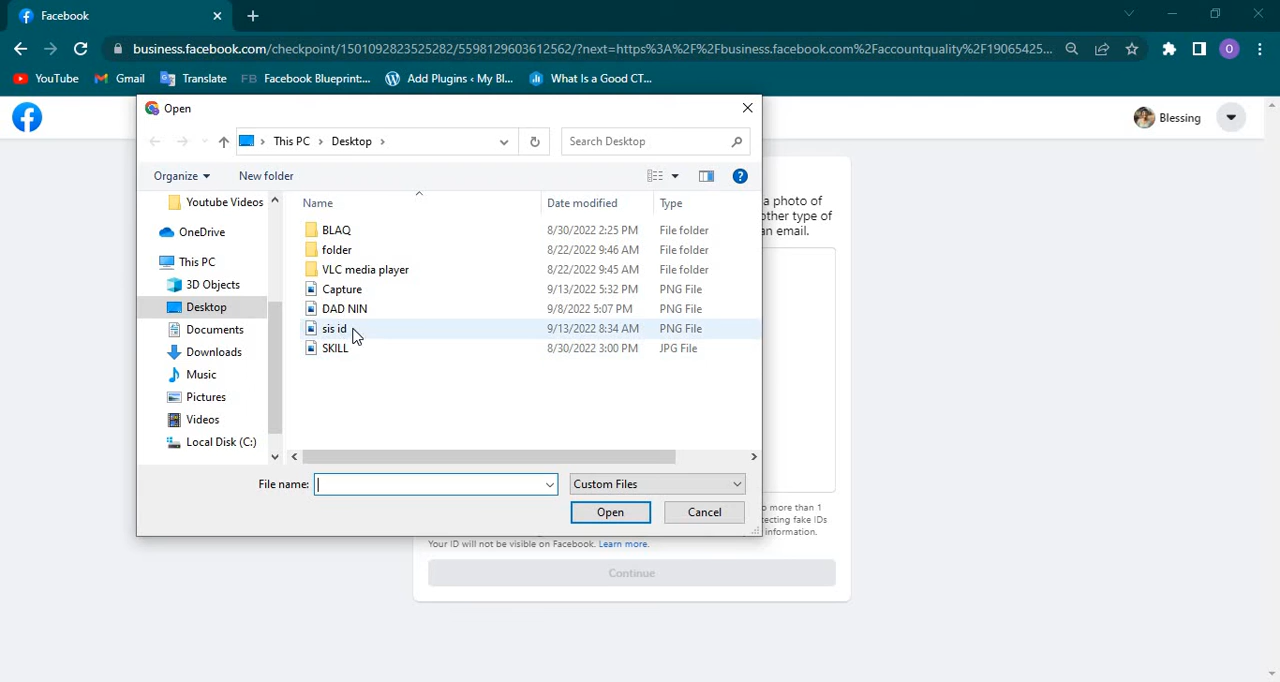 Facebook
business.facebook.com/checkpoint/1501092823525282/5598129603612562/?next=https%3A%2F%2Fbusiness.facebook.com%2Faccountquality%2F19065425...
O
YouTube Gmail Translate FB Facebook Blueprint:... Add Plugins ‹ My Bl... What Is a Good CT...
Open
Blessing
This PC Desktop
Search Desktop
Organize New folder
a photo of
other type of
an email.
Name Date modified Type
Youtube Videos
OneDrive
This PC
3D Objects
Desktop
Documents
Downloads
Music
Pictures
Videos
Local Disk (C:)
BLAQ 8/30/2022 2:25 PM File folder
folder 8/22/2022 9:46 AM File folder
VLC media player 8/22/2022 9:45 AM File folder
Capture 9/13/2022 5:32 PM PNG File
DAD NIN 9/8/2022 5:07 PM PNG File
sis id 9/13/2022 8:34 AM PNG File
SKILL 8/30/2022 3:00 PM JPG File
File name:
Custom Files
Open Cancel
more than 1
fake IDs
information.
Your ID will not be visible on Facebook. Learn more.
Continue